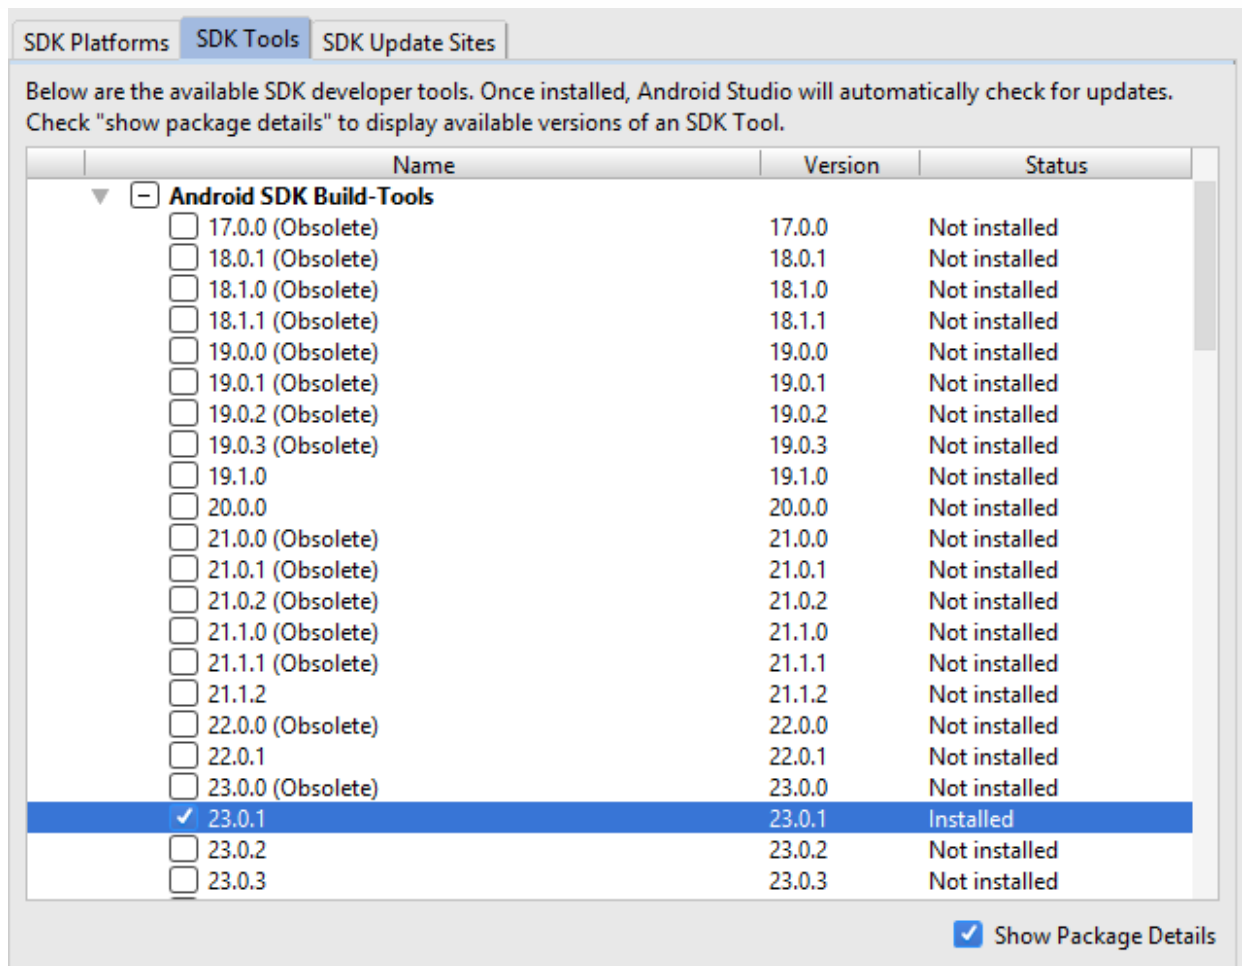 SDK Platforms SDK Tools SDK Update Sites
Below are the available SDK developer tools. Once installed, Android Studio will automatically check for updates.
Check "show package details" to display available versions of an SDK Tool.
Name Version Status
Android SDK Build-Tools
17.0.0 (Obsolete) 17.0.0 Not installed
18.0.1 (Obsolete) 18.0.1 Not installed
18.1.0 (Obsolete) 18.1.0 Not installed
18.1.1 (Obsolete) 18.1.1 Not installed
19.0.0 (Obsolete) 19.0.0 Not installed
19.0.1 (Obsolete) 19.0.1 Not installed
19.0.2 (Obsolete) 19.0.2 Not installed
19.0.3 (Obsolete) 19.0.3 Not installed
19.1.0 19.1.0 Not installed
20.0.0 20.0.0 Not installed
21.0.0 (Obsolete) 21.0.0 Not installed
21.0.1 (Obsolete) 21.0.1 Not installed
21.0.2 (Obsolete) 21.0.2 Not installed
21.1.0 (Obsolete) 21.1.0 Not installed
21.1.1 (Obsolete) 21.1.1 Not installed
21.1.2 21.1.2 Not installed
22.0.0 (Obsolete) 22.0.0 Not installed
22.0.1 22.0.1 Not installed
23.0.0 (Obsolete) 23.0.0 Not installed
23.0.1 23.0.1 Installed
23.0.2 23.0.2 Not installed
23.0.3 23.0.3 Not installed
Show Package Details